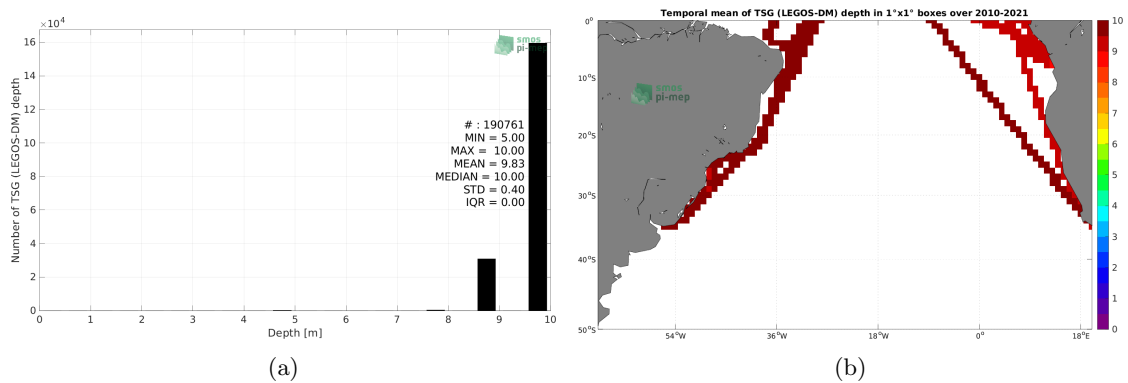 ×10⁴
16
14
12
10
8
6
4
2
0
Number of TSG (LEGOS-DM) depth
smos
pi-mep
# : 190761
MIN = 5.00
MAX = 10.00
MEAN = 9.83
MEDIAN = 10.00
STD = 0.40
IQR = 0.00
0 1 2 3 4 5 6 7 8 9 10
Depth [m]
(a)
Temporal mean of TSG (LEGOS-DM) depth in 1°x1° boxes over 2010-2021
0°
10°S
20°S
30°S
40°S
50°S
smos
pi-mep
54°W 36°W 18°W 0° 18°E
10
9
8
7
6
5
4
3
2
1
0
(b)